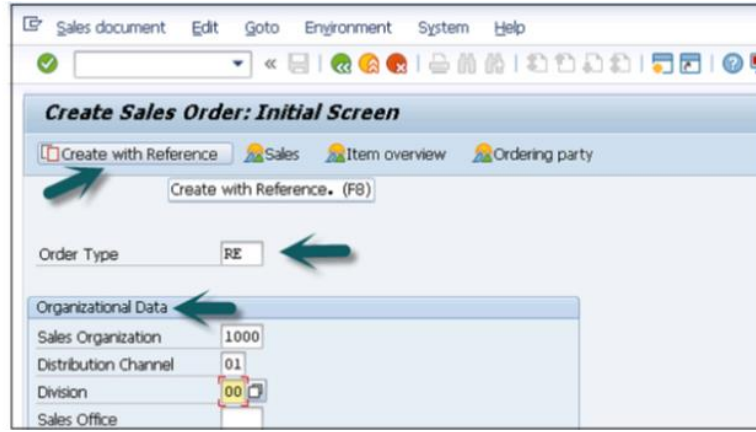 Sales document Edit Goto Environment System Help
Create Sales Order: Initial Screen
Create with Reference Sales Item overview Ordering party
Create with Reference. (F8)
Order Type RE
Organizational Data
Sales Organization 1000
Distribution Channel 01
Division 00
Sales Office